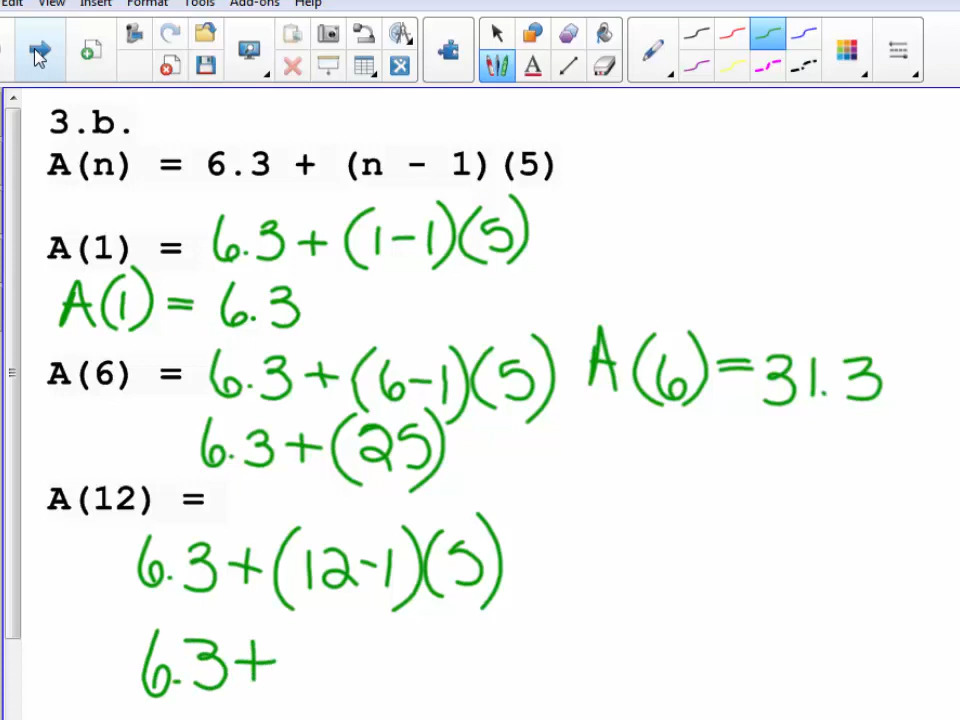 Edit View Insert Format Tools Add-ons Help
3.b.
A(n) = 6.3 + (n - 1)(5)
A(1) = 6.3+(1-1)(5)
A(1) = 6.3
A(6) = 6.3+(6-1)(5) A(6)=31.3
6.3+(25)
A(12) =
6.3+(12-1)(5)
6.3+